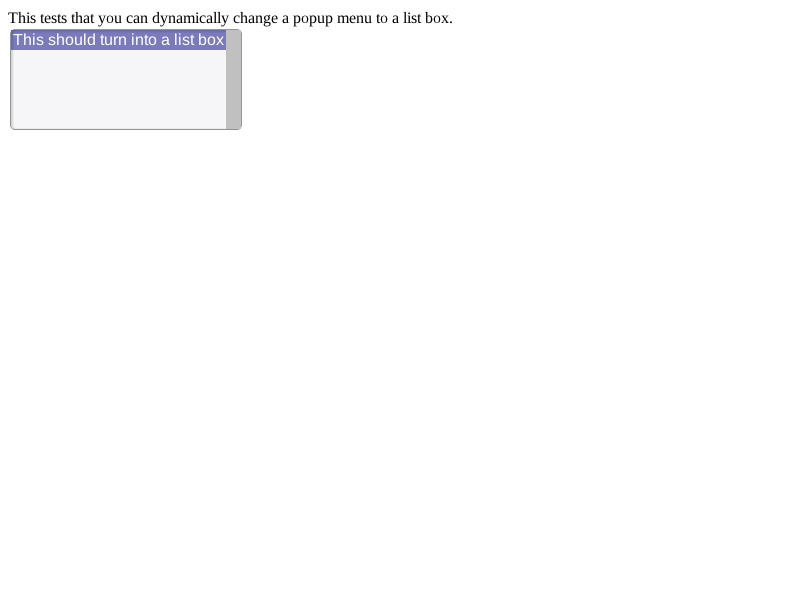 This tests that you can dynamically change a popup menu to a list box.
This should turn into a list box